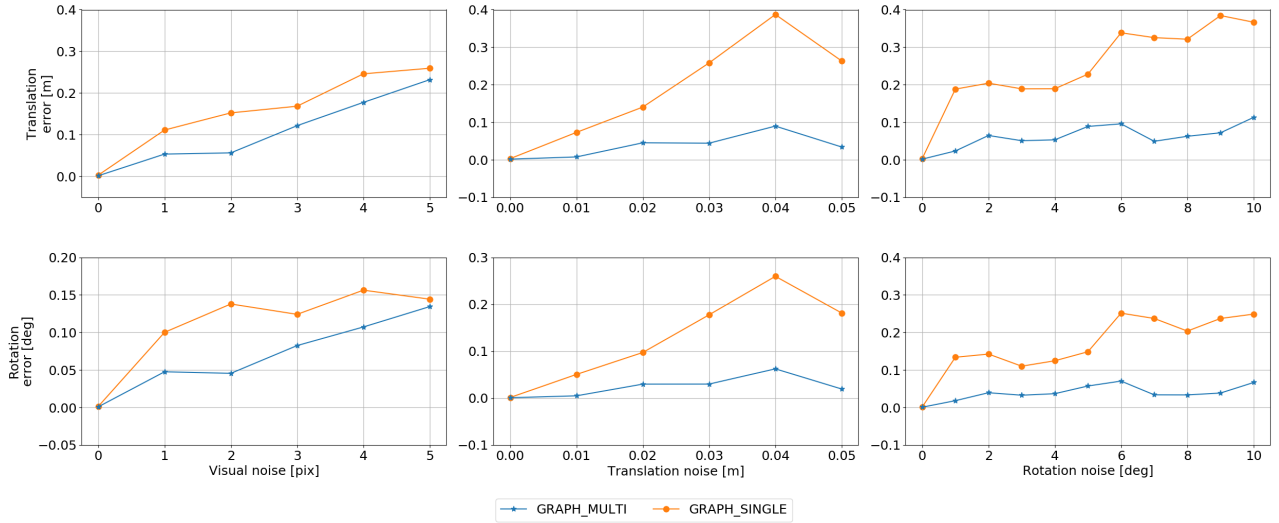 Translation
error [m]
0.4
0.3
0.2
0.1
0.0
0 1 2 3 4 5
0.4
0.3
0.2
0.1
0.0
−0.1
0.00 0.01 0.02 0.03 0.04 0.05
0.4
0.3
0.2
0.1
0.0
−0.1
0 2 4 6 8 10
Rotation
error [deg]
0.20
0.15
0.10
0.05
0.00
−0.05
0 1 2 3 4 5
Visual noise [pix]
0.3
0.2
0.1
0.0
−0.1
0.00 0.01 0.02 0.03 0.04 0.05
Translation noise [m]
0.4
0.3
0.2
0.1
0.0
−0.1
0 2 4 6 8 10
Rotation noise [deg]
GRAPH_MULTI GRAPH_SINGLE